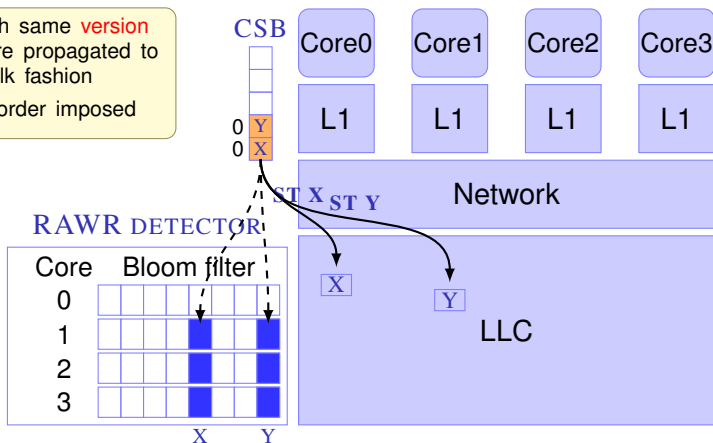 h same version
re propagated to
lk fashion
order imposed
CSB
0 Y
0 X
Core0 Core1 Core2 Core3
L1 L1 L1 L1
Network
ST X ST Y
RAWR DETECTOR
Core Bloom filter
0
1
2
3
X Y
X
Y
LLC